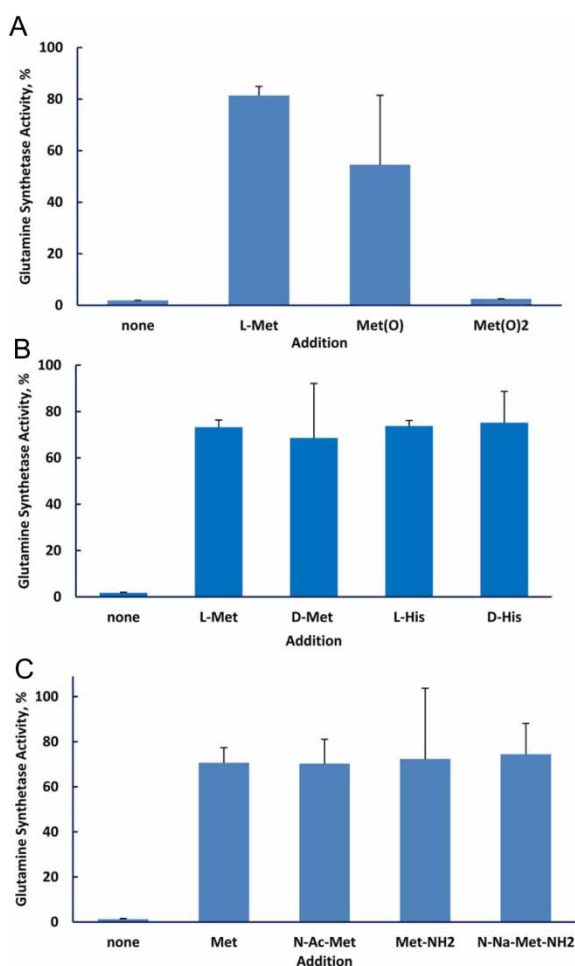 A
Glutamine Synthetase Activity, %
100
80
60
40
20
0
none L-Met Met(O) Met(O)2
Addition
B
Glutamine Synthetase Activity, %
100
80
60
40
20
0
none L-Met D-Met L-His D-His
Addition
C
Glutamine Synthetase Activity, %
100
80
60
40
20
0
none Met N-Ac-Met Met-NH2 N-Na-Met-NH2
Addition